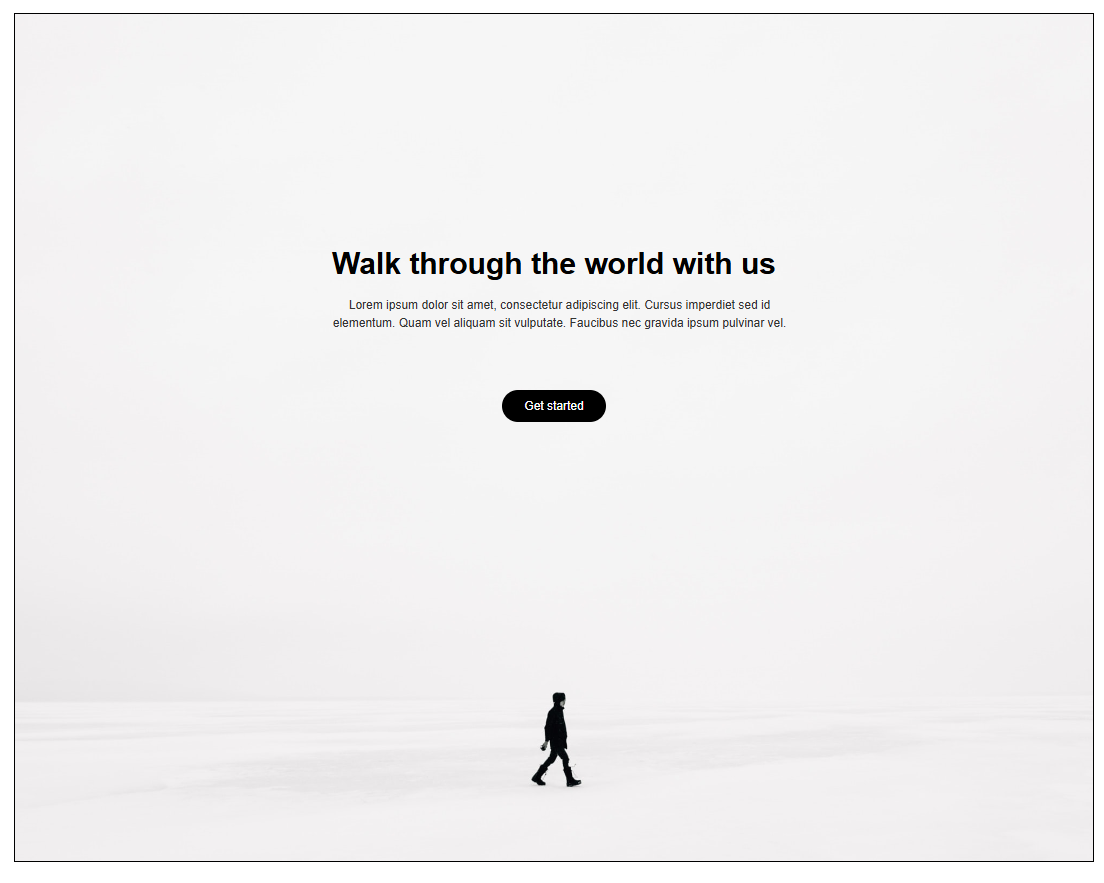 Walk through the world with us
Lorem ipsum dolor sit amet, consectetur adipiscing elit. Cursus imperdiet sed id
elementum. Quam vel aliquam sit vulputate. Faucibus nec gravida ipsum pulvinar vel.
Get started